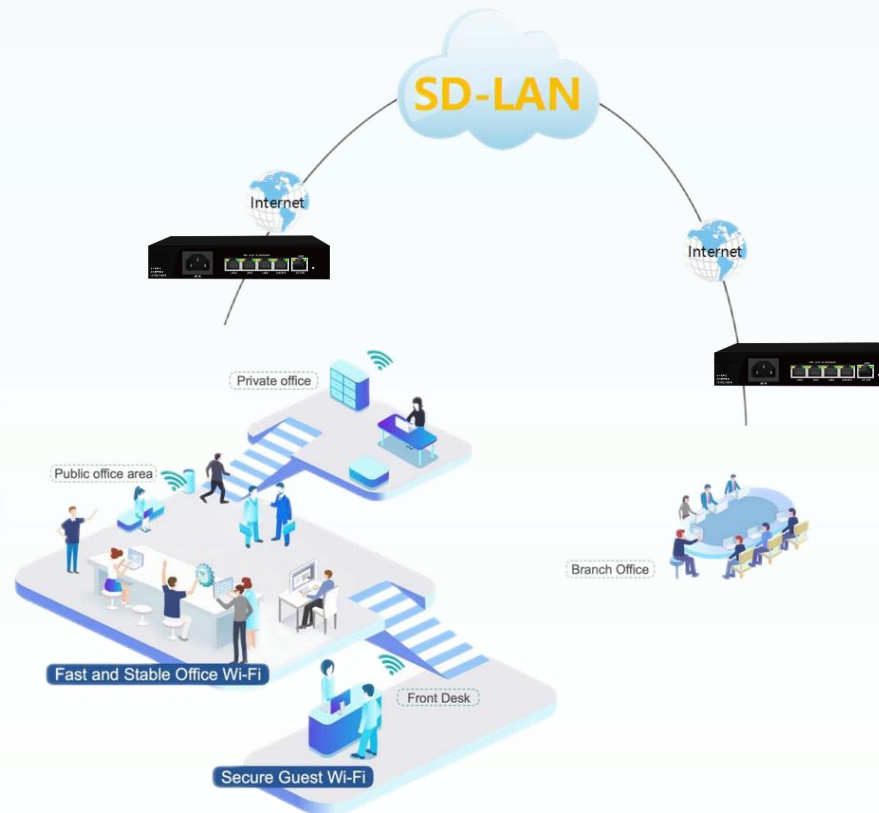 SD-LAN
Internet
Internet
Private office
Public office area
Branch Office
Fast and Stable Office Wi-Fi
Front Desk
Secure Guest Wi-Fi